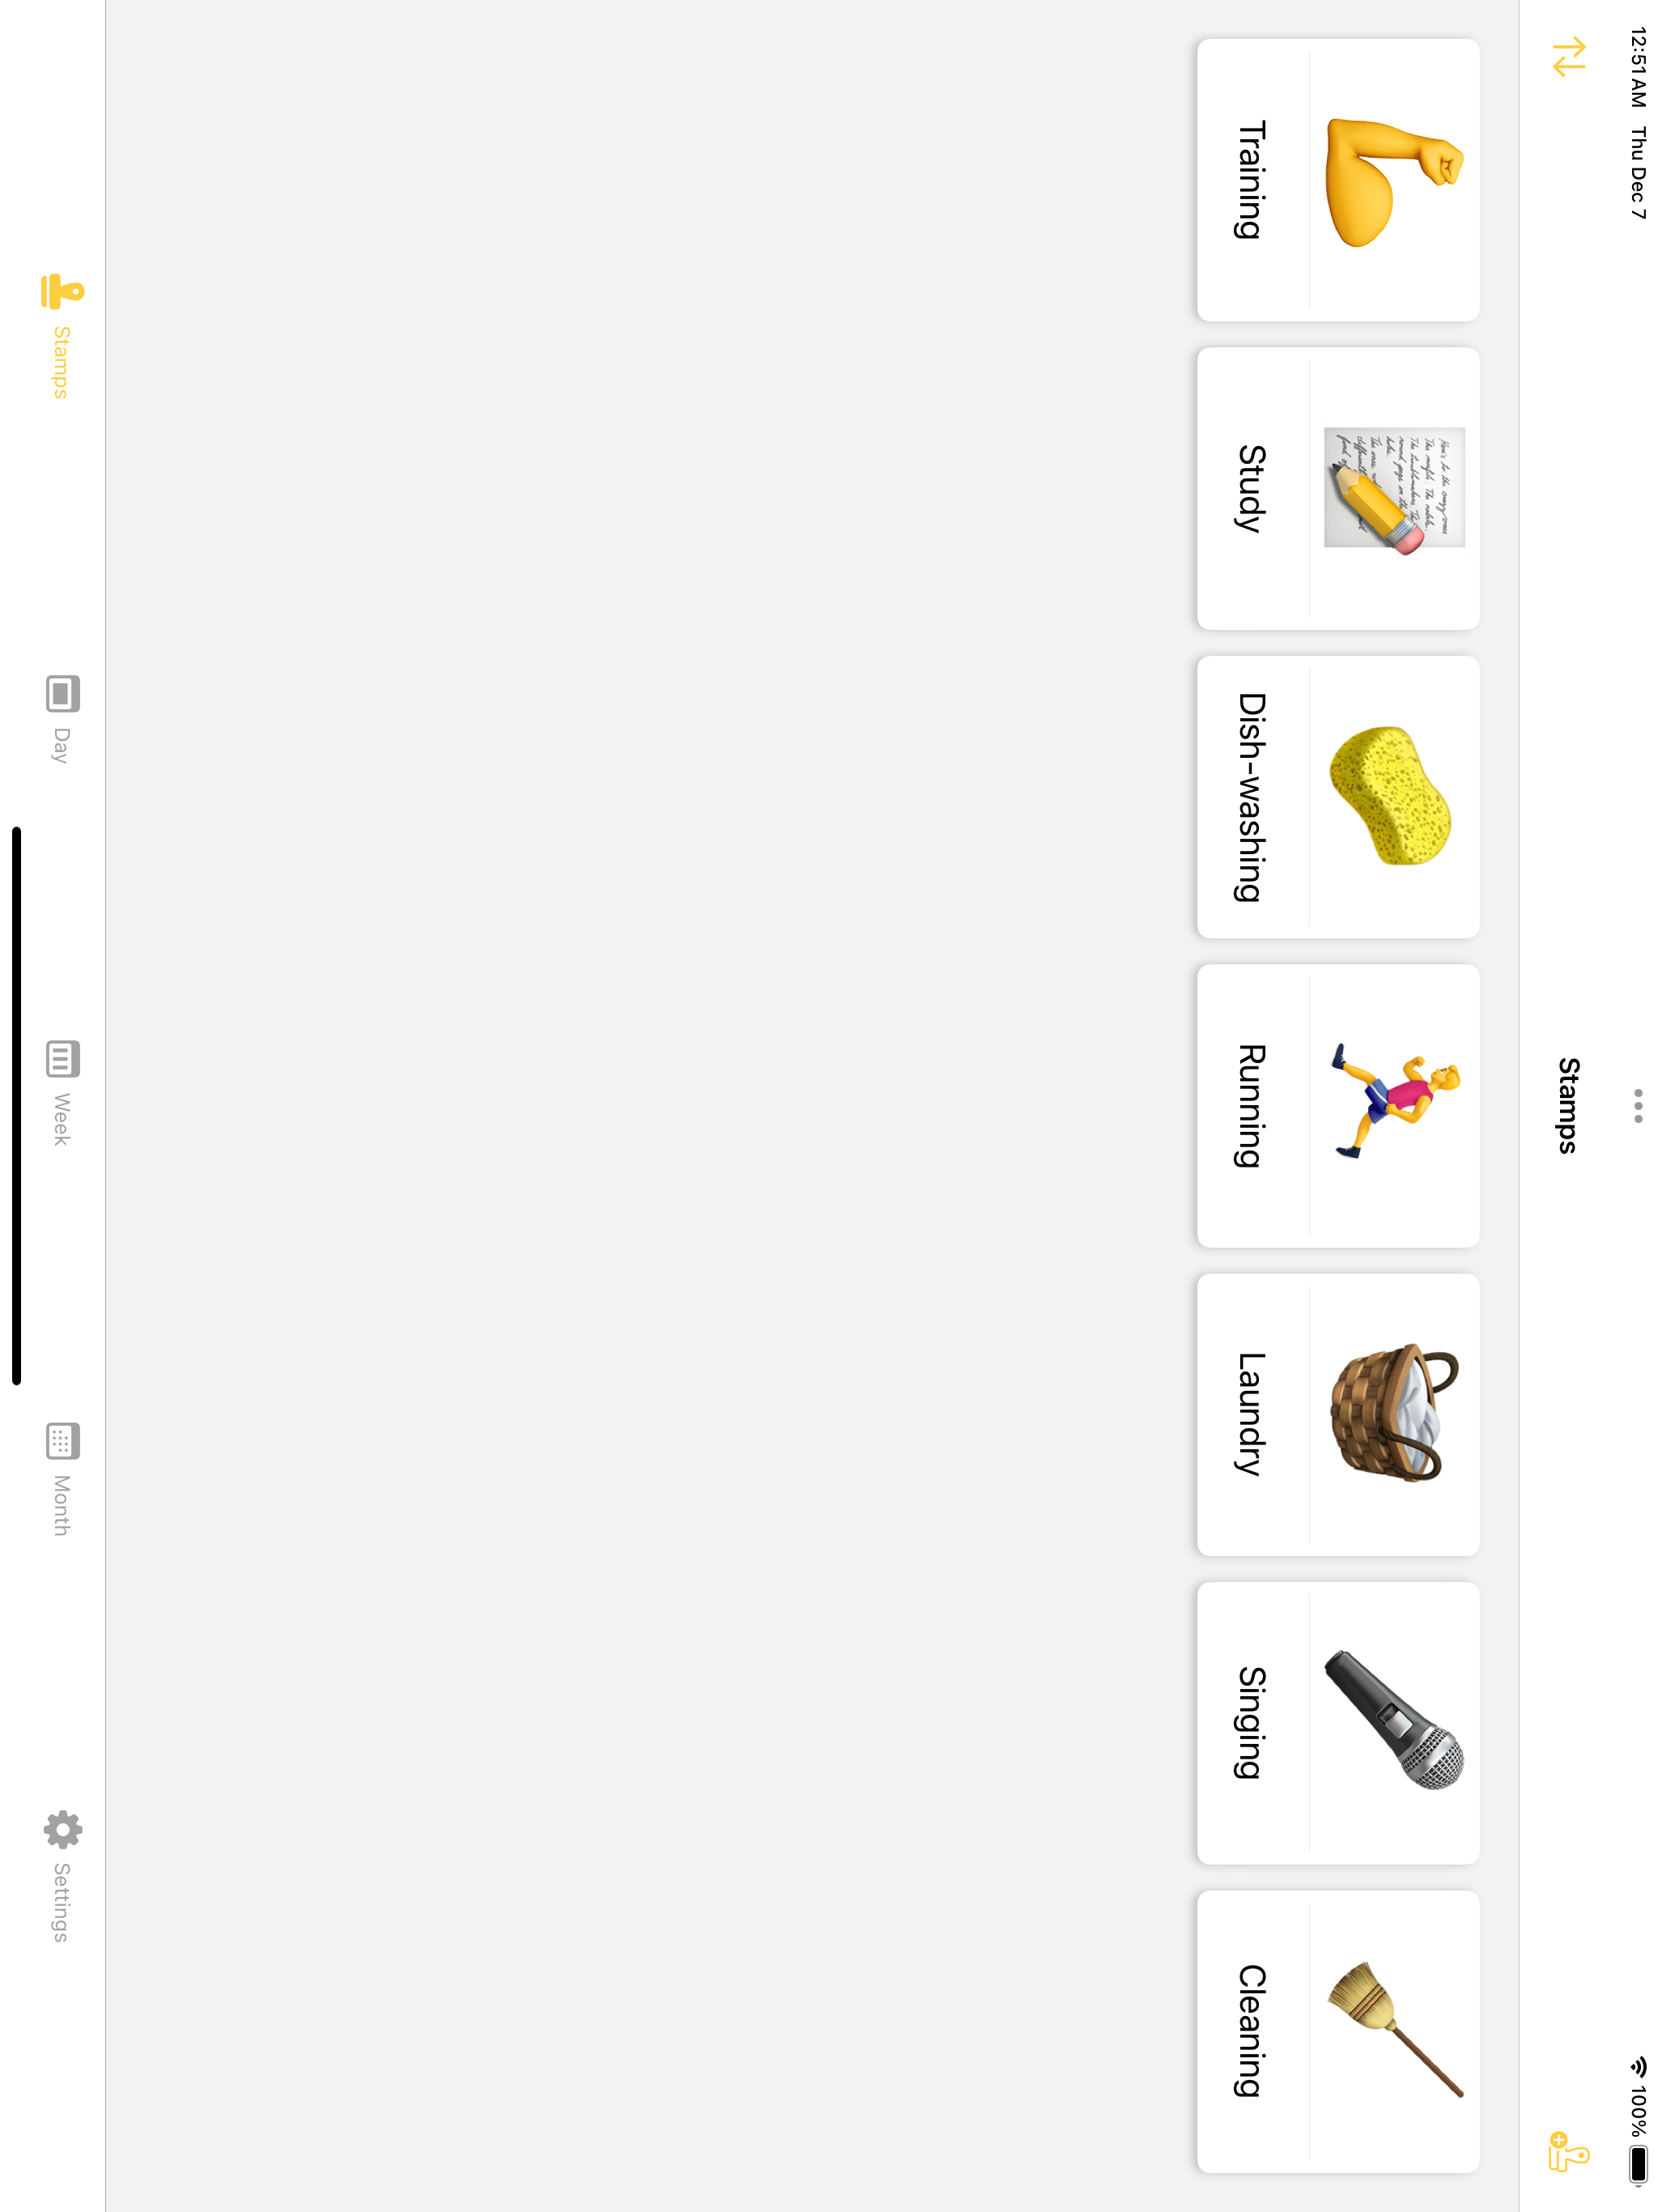 12:51 AM Thu Dec 7
100%
Stamps
Training
Study
Dish-washing
Running
Laundry
Singing
Cleaning
Stamps
Day
Week
Month
Settings